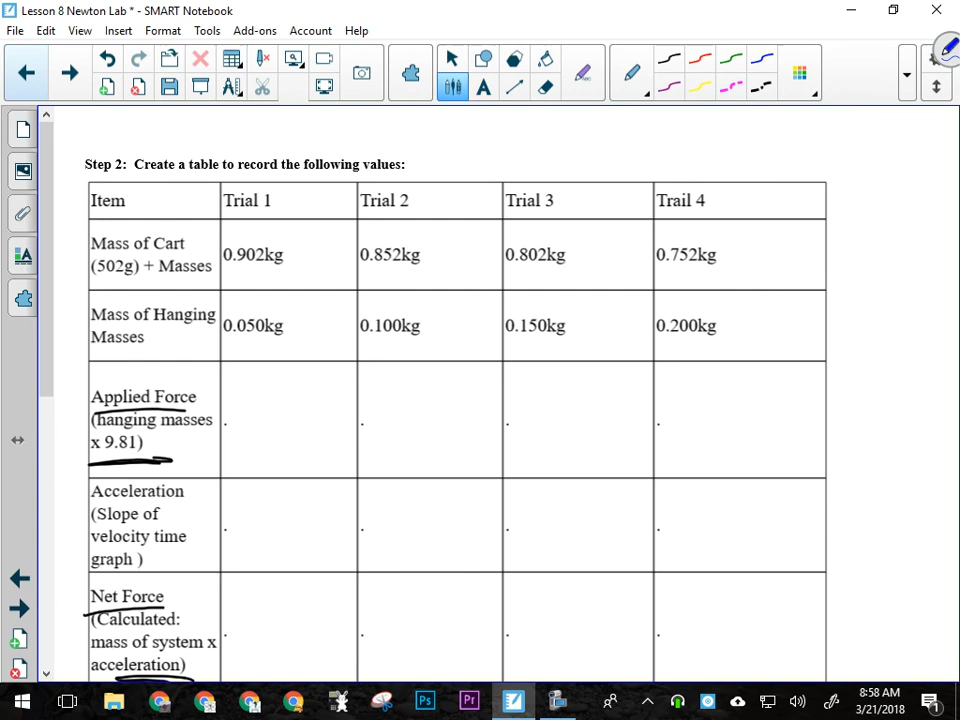 Lesson 8 Newton Lab * - SMART Notebook
File Edit View Insert Format Tools Add-ons Account Help
Step 2: Create a table to record the following values:
Item Trial 1 Trial 2 Trial 3 Trail 4
Mass of Cart
(502g) + Masses
0.902kg 0.852kg 0.802kg 0.752kg
Mass of Hanging
Masses
0.050kg 0.100kg 0.150kg 0.200kg
Applied Force
(hanging masses
x 9.81)
. . . .
Acceleration
(Slope of
velocity time
graph )
. . . .
Net Force
(Calculated:
mass of system x
acceleration)
. . . .
Ps Pr
8:58 AM
3/21/2018
1